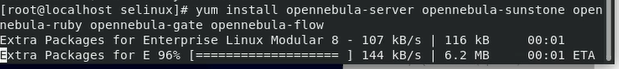 [root@localhost selinux]# yum install opennebula-server opennebula-sunstone open
nebula-ruby opennebula-gate opennebula-flow
Extra Packages for Enterprise Linux Modular 8 - 107 kB/s | 116 kB     00:01
Extra Packages for E 96% [=================== ] 144 kB/s | 6.2 MB     00:01 ETA